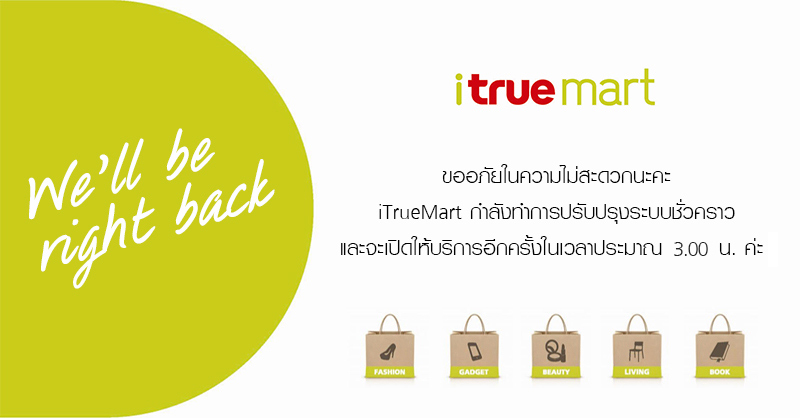 We'll be
right back
itruemart
ขออภัยในความไม่สะดวกนะคะ
iTrueMart กำลังทำการปรับปรุงระบบชั่วคราว
และจะเปิดให้บริการอีกครั้งในเวลาประมาณ 3.00 น. ค่ะ
FASHION
GADGET
BEAUTY
LIVING
BOOK